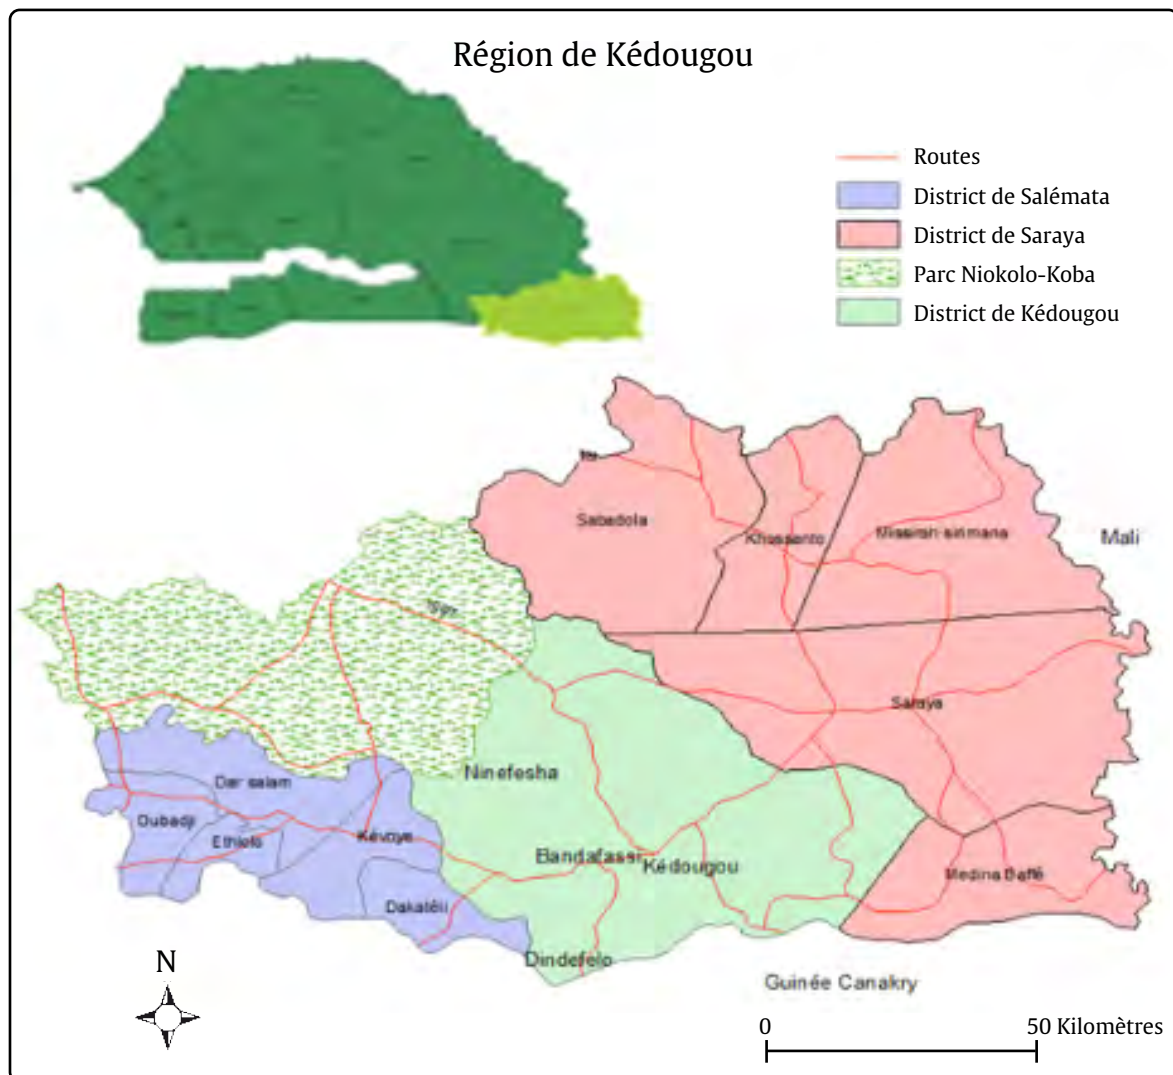 Région de Kédougou
Routes
District de Salémata
District de Saraya
Parc Niokolo-Koba
District de Kédougou
Sabadola
Khossanto
Missirah sirimana
Mali
Saraya
Ninefesha
Dar salam
Oubadji
Ethiolo
Kévoye
Bandafassi
Kédougou
Medina Baffé
Dakatéli
Dindefelo
Guinée Canakry
N
0
50 Kilomètres